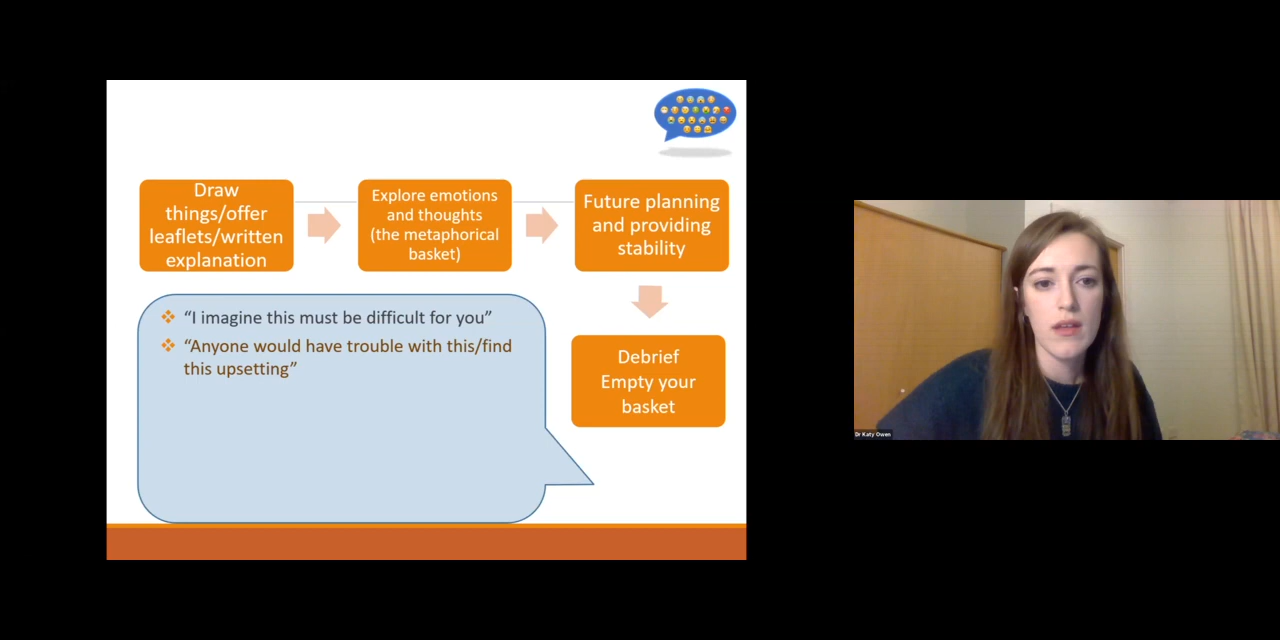 Draw
things/offer
leaflets/written
explanation
Explore emotions
and thoughts
(the metaphorical
basket)
Future planning
and providing
stability
“I imagine this must be difficult for you”
“Anyone would have trouble with this/find
this upsetting”
Debrief
Empty your
basket
Dr Katy Owen